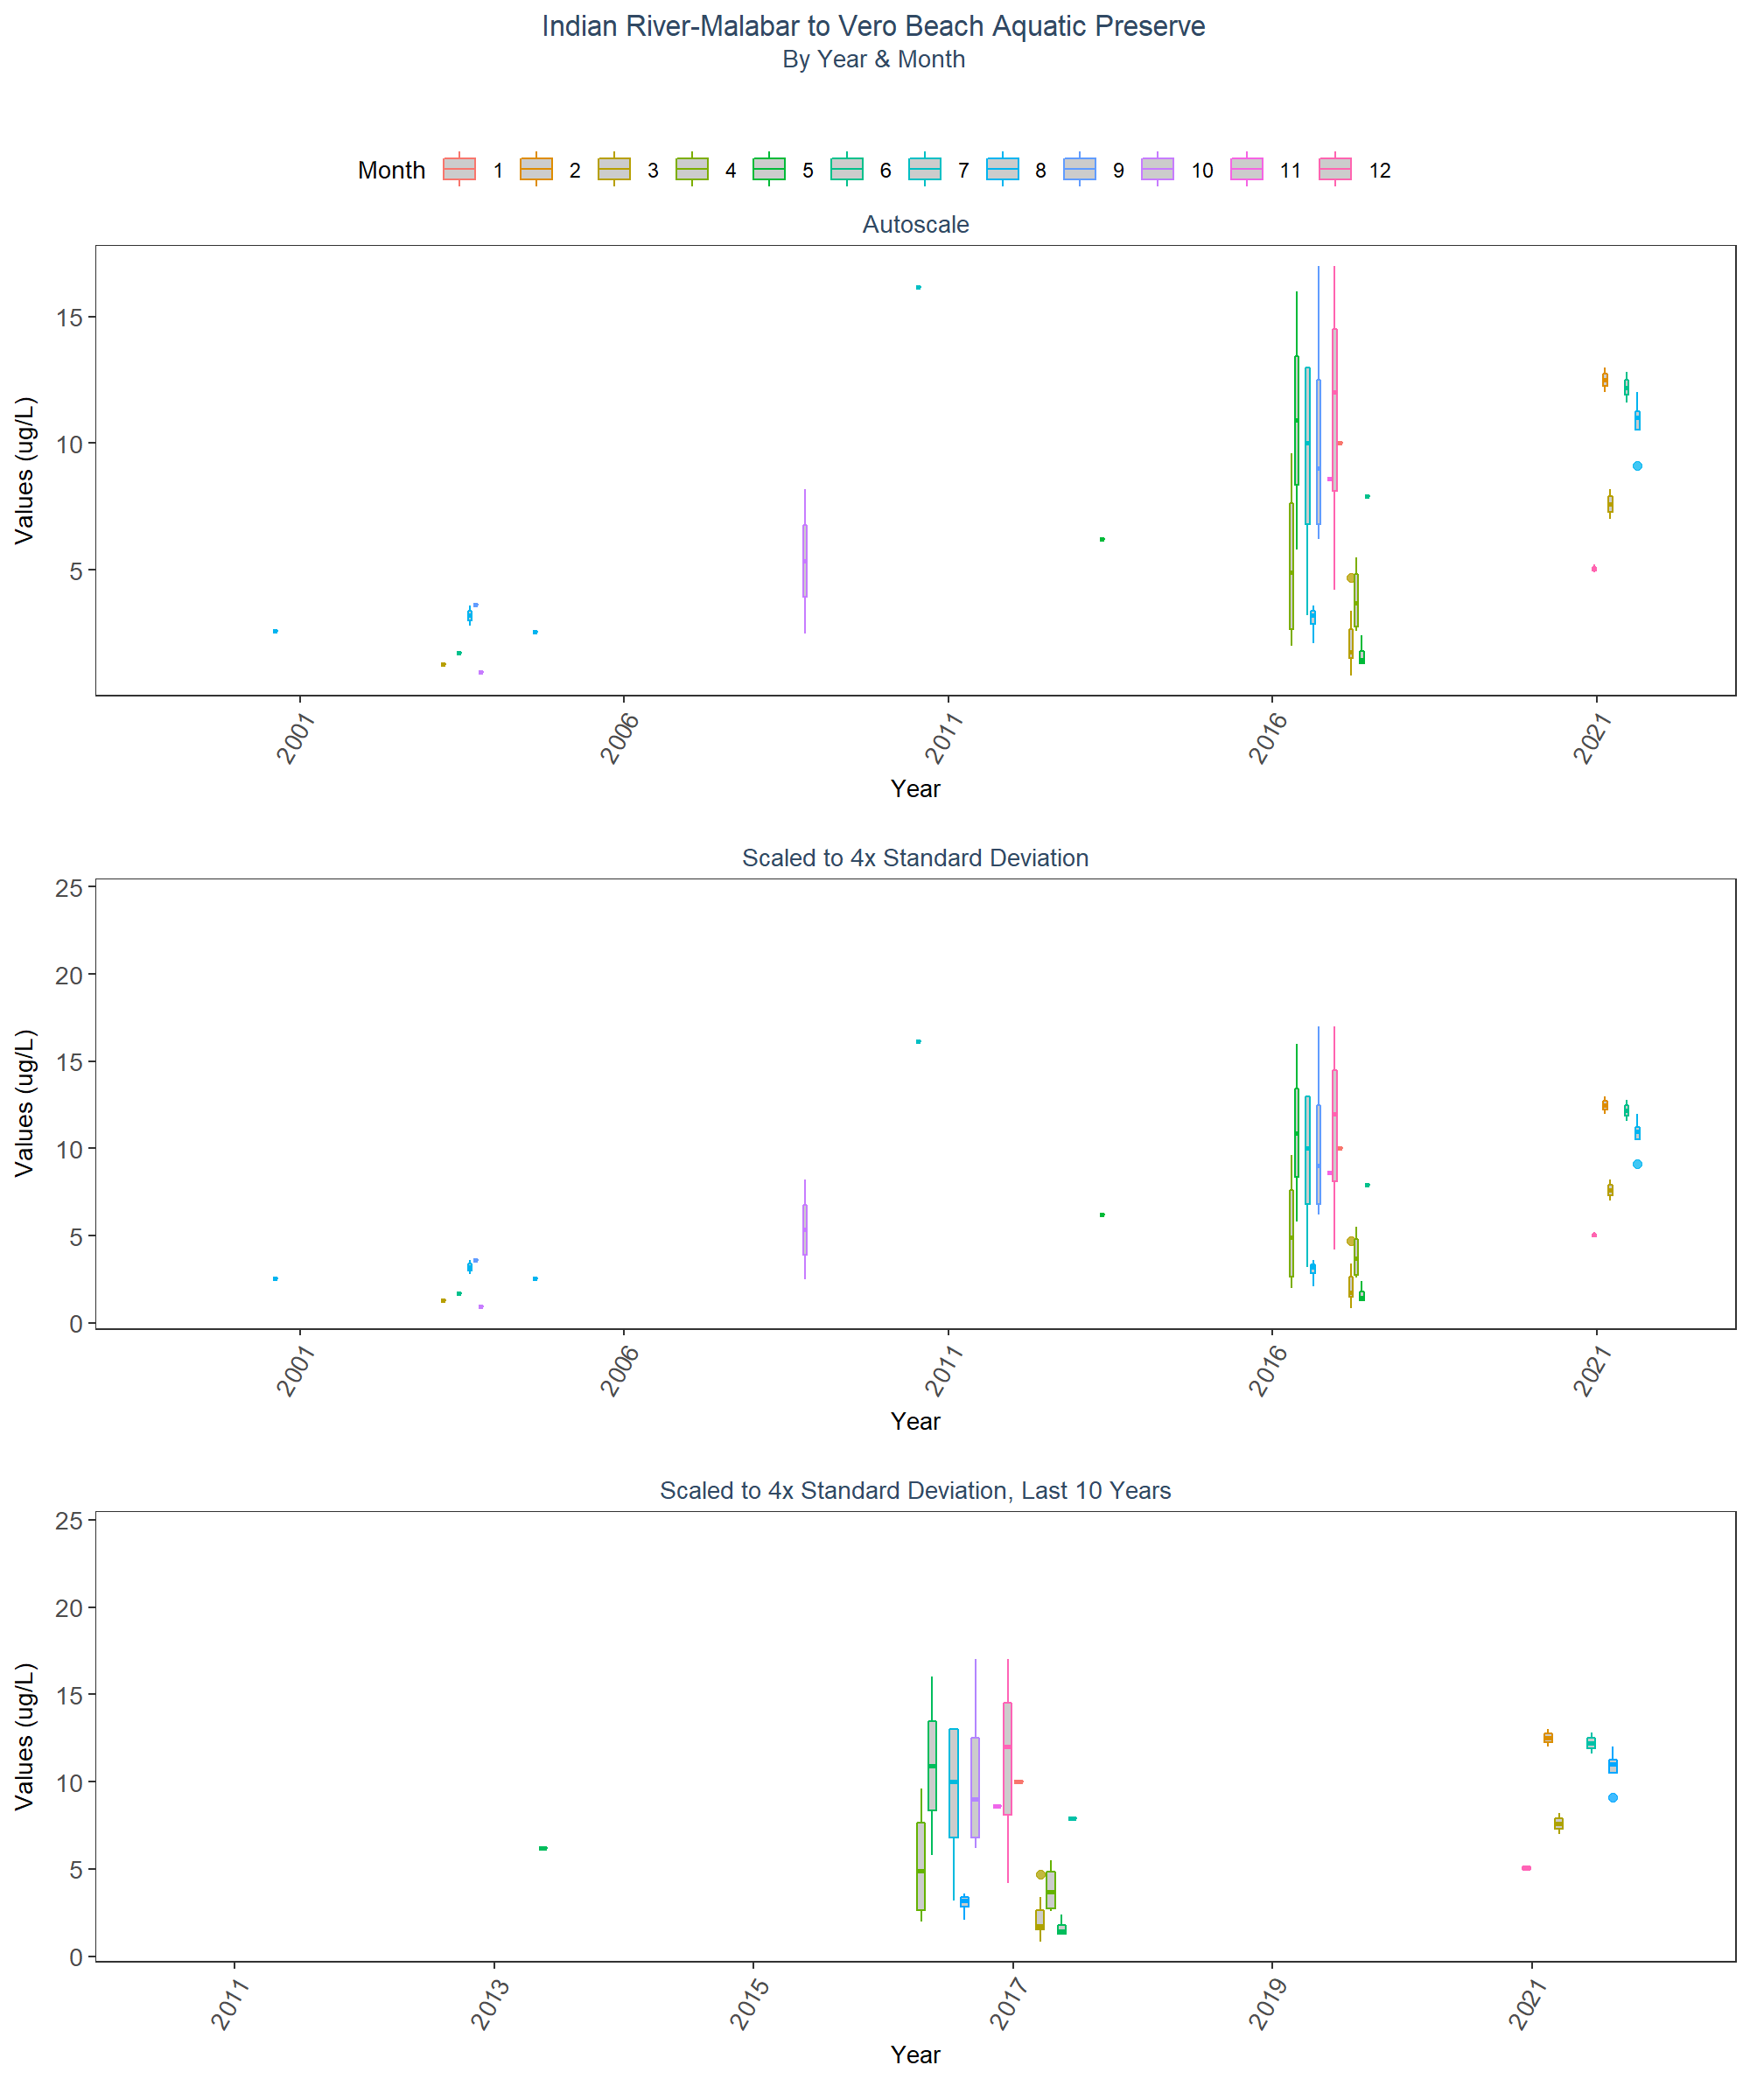 Indian River-Malabar to Vero Beach Aquatic Preserve
By Year & Month
Month 1 2 3 4 5 6 7 8 9 10 11 12
Autoscale
Values (ug/L)
15
10
5
2001 2006 2011 2016 2021
Year
Scaled to 4x Standard Deviation
Values (ug/L)
25
20
15
10
5
0
2001 2006 2011 2016 2021
Year
Scaled to 4x Standard Deviation, Last 10 Years
Values (ug/L)
25
20
15
10
5
0
2011 2013 2015 2017 2019 2021
Year